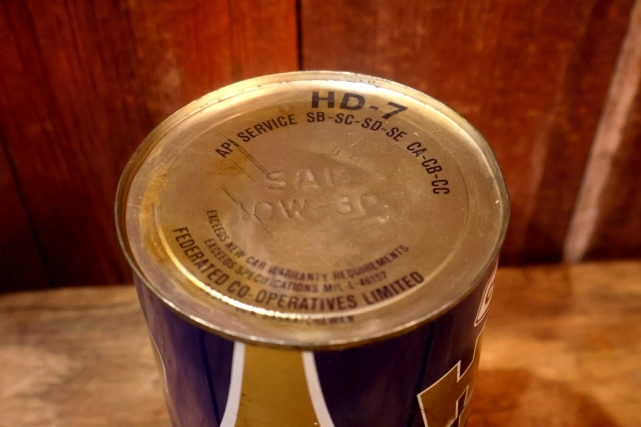 HD-7
API SERVICE SB-SC-SD-SE CA-CB-CC
SAE
10W-30
EXCEEDS NEW CAR WARRANTY REQUIREMENTS
EXCEEDS SPECIFICATIONS MIL-L-46152
FEDERATED CO-OPERATIVES LIMITED
SASKATCHEWAN